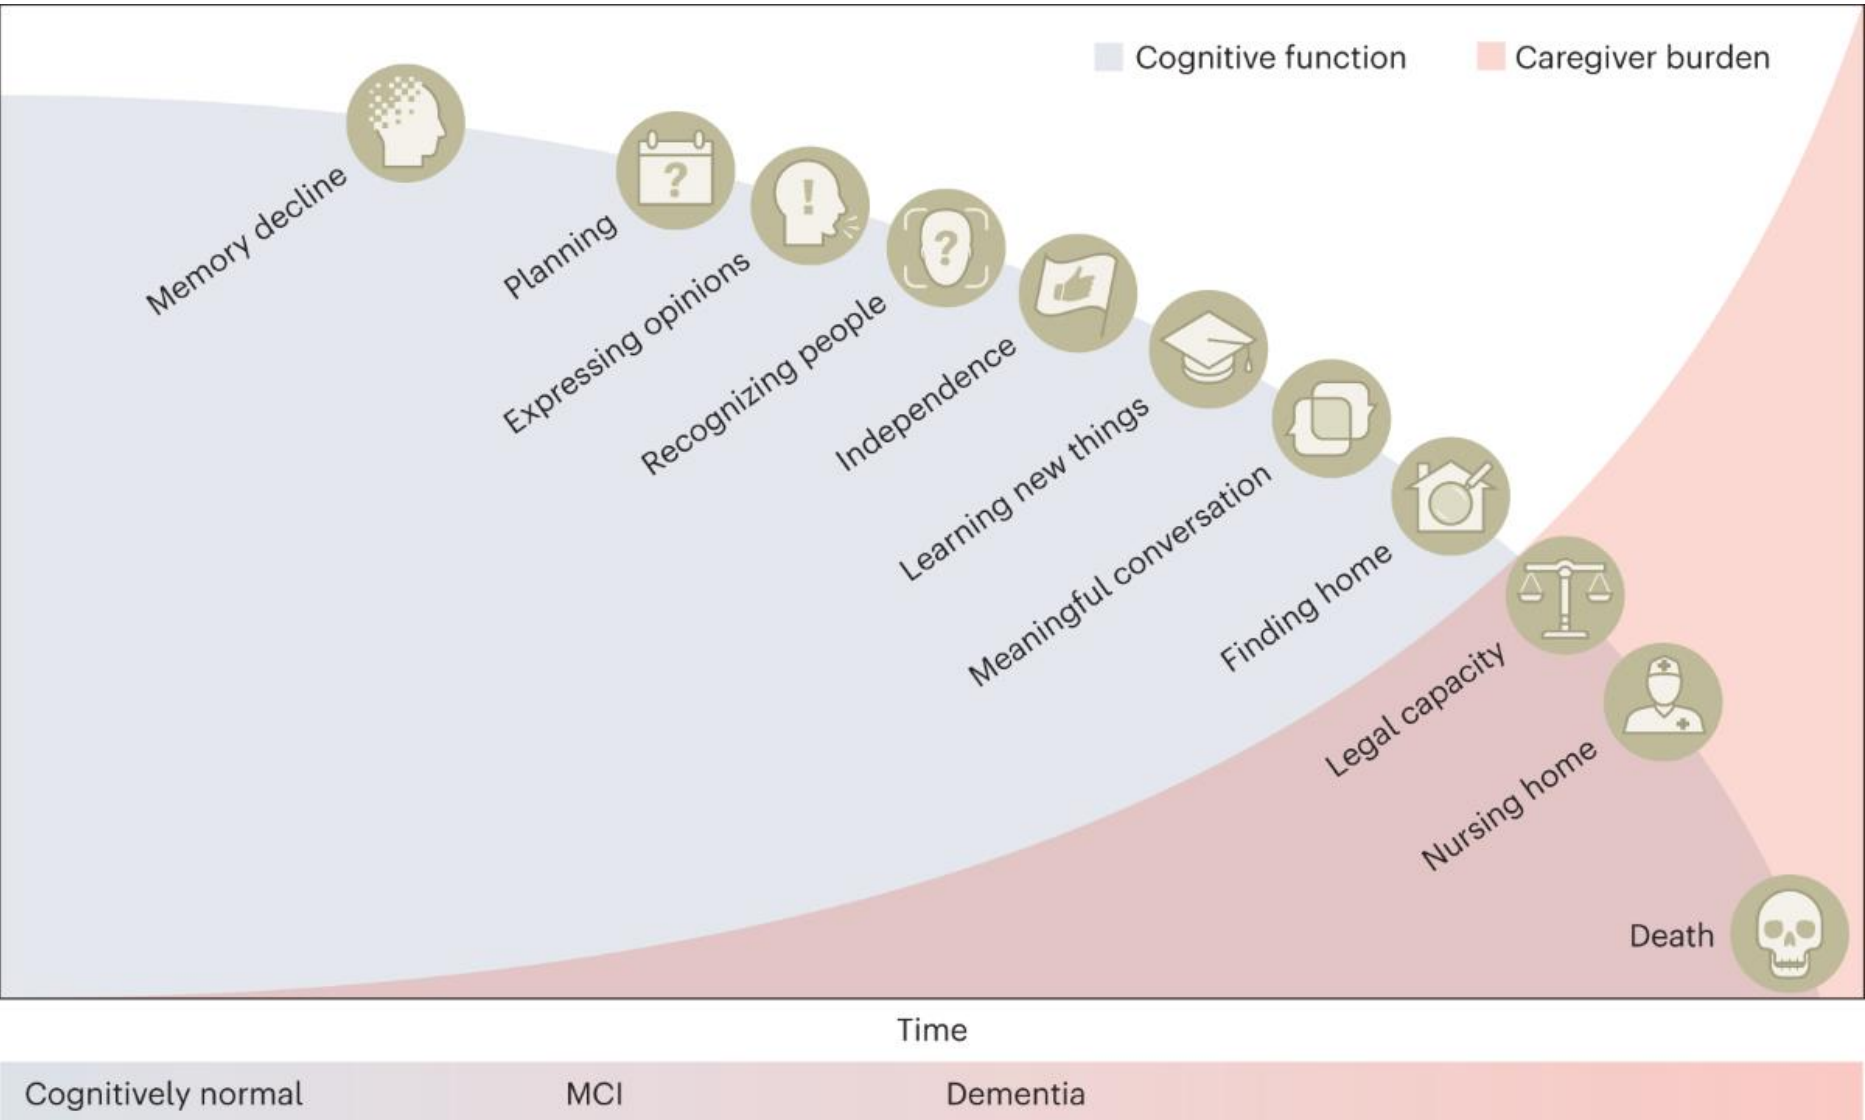 Cognitive function
Caregiver burden
Memory decline
Planning
?
Expressing opinions
!
Recognizing people
?
Independence
Learning new things
Meaningful conversation
Finding home
Legal capacity
Nursing home
Death
Time
Cognitively normal
MCI
Dementia